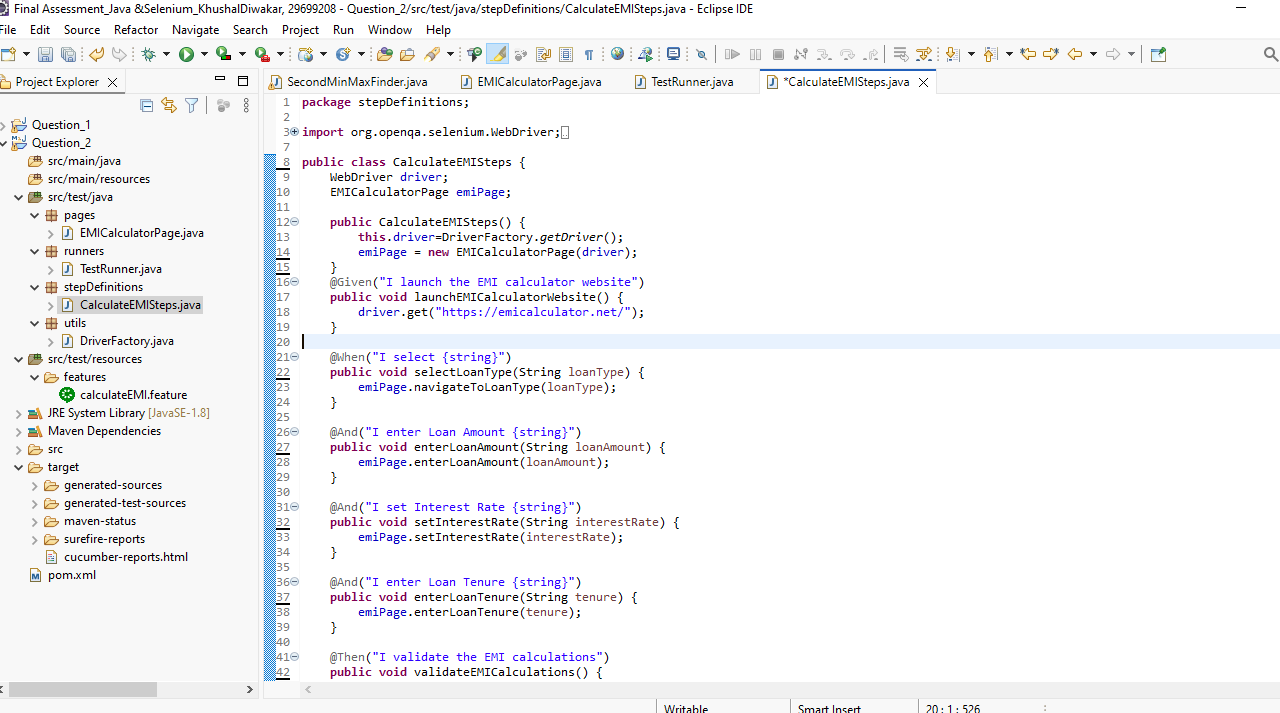 Final Assessment_Java &Selenium_KhushalDiwakar, 29699208 - Question_2/src/test/java/stepDefinitions/CalculateEMISteps.java - Eclipse IDE
File Edit Source Refactor Navigate Search Project Run Window Help
Project Explorer
Question_1
Question_2
src/main/java
src/main/resources
src/test/java
pages
EMICalculatorPage.java
runners
TestRunner.java
stepDefinitions
CalculateEMISteps.java
utils
DriverFactory.java
src/test/resources
features
calculateEMI.feature
JRE System Library [JavaSE-1.8]
Maven Dependencies
src
target
generated-sources
generated-test-sources
maven-status
surefire-reports
cucumber-reports.html
pom.xml
SecondMinMaxFinder.java EMICalculatorPage.java TestRunner.java *CalculateEMISteps.java
1 package stepDefinitions;
2
3 import org.openqa.selenium.WebDriver;
7
8 public class CalculateEMISteps {
9 WebDriver driver;
10 EMICalculatorPage emiPage;
11
12 public CalculateEMISteps() {
13 this.driver=DriverFactory.getDriver();
14 emiPage = new EMICalculatorPage(driver);
15 }
16 @Given("I launch the EMI calculator website")
17 public void launchEMICalculatorWebsite() {
18 driver.get("https://emicalculator.net/");
19 }
20
21 @When("I select {string}")
22 public void selectLoanType(String loanType) {
23 emiPage.navigateToLoanType(loanType);
24 }
25
26 @And("I enter Loan Amount {string}")
27 public void enterLoanAmount(String loanAmount) {
28 emiPage.enterLoanAmount(loanAmount);
29 }
30
31 @And("I set Interest Rate {string}")
32 public void setInterestRate(String interestRate) {
33 emiPage.setInterestRate(interestRate);
34 }
35
36 @And("I enter Loan Tenure {string}")
37 public void enterLoanTenure(String tenure) {
38 emiPage.enterLoanTenure(tenure);
39 }
40
41 @Then("I validate the EMI calculations")
42 public void validateEMICalculations() {
Writable Smart Insert 20 : 1 : 526